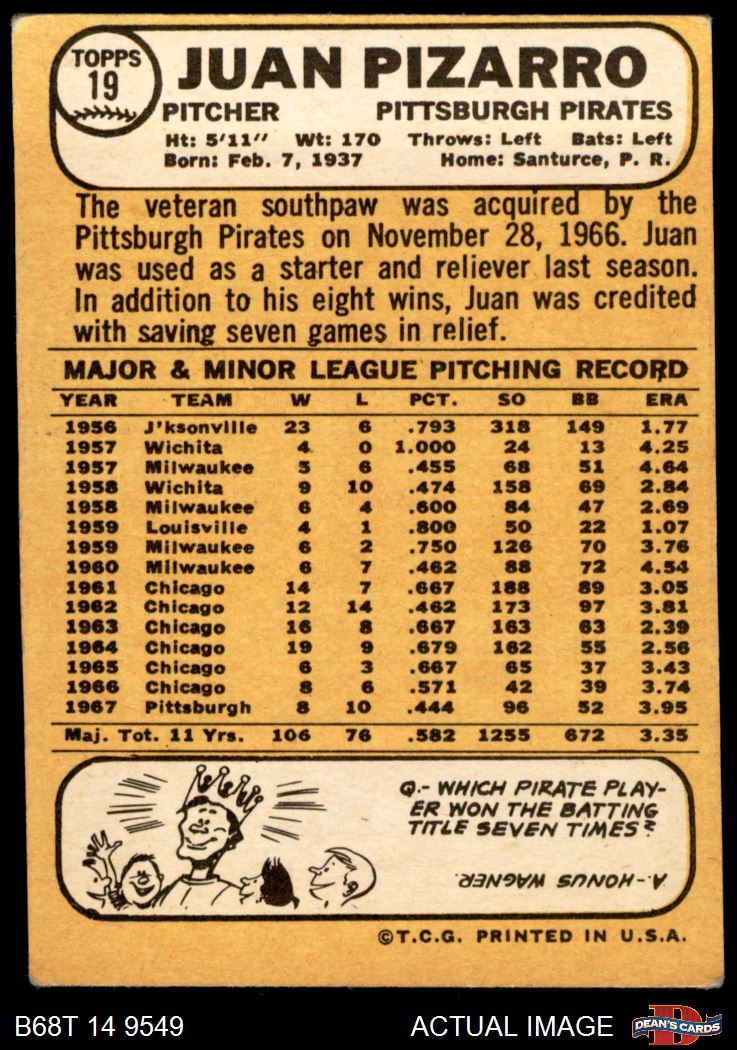 TOPPS
19
JUAN PIZARRO
PITCHER PITTSBURGH PIRATES
Ht: 5'11" Wt: 170 Throws: Left Bats: Left
Born: Feb. 7, 1937 Home: Santurce, P. R.
The veteran southpaw was acquired by the
Pittsburgh Pirates on November 28, 1966. Juan
was used as a starter and reliever last season.
In addition to his eight wins, Juan was credited
with saving seven games in relief.
MAJOR & MINOR LEAGUE PITCHING RECORD
YEAR TEAM W L PCT. SO BB ERA
1956 J'ksonville 23 6 .793 318 149 1.77
1957 Wichita 4 0 1.000 24 13 4.25
1957 Milwaukee 5 6 .455 68 51 4.64
1958 Wichita 9 10 .474 158 69 2.84
1958 Milwaukee 6 4 .600 84 47 2.69
1959 Louisville 4 1 .800 50 22 1.07
1959 Milwaukee 6 2 .750 126 70 3.76
1960 Milwaukee 6 7 .462 88 72 4.54
1961 Chicago 14 7 .667 188 89 3.05
1962 Chicago 12 14 .462 173 97 3.81
1963 Chicago 16 8 .667 163 63 2.39
1964 Chicago 19 9 .679 162 55 2.56
1965 Chicago 6 3 .667 65 37 3.43
1966 Chicago 8 6 .571 42 39 3.74
1967 Pittsburgh 8 10 .444 96 52 3.95
Maj. Tot. 11 Yrs. 106 76 .582 1255 672 3.35
Q.- WHICH PIRATE PLAY-
ER WON THE BATTING
TITLE SEVEN TIMES?
A.- HONUS WAGNER.
©T.C.G. PRINTED IN U.S.A.
B68T 14 9549 ACTUAL IMAGE D DEAN'S CARDS